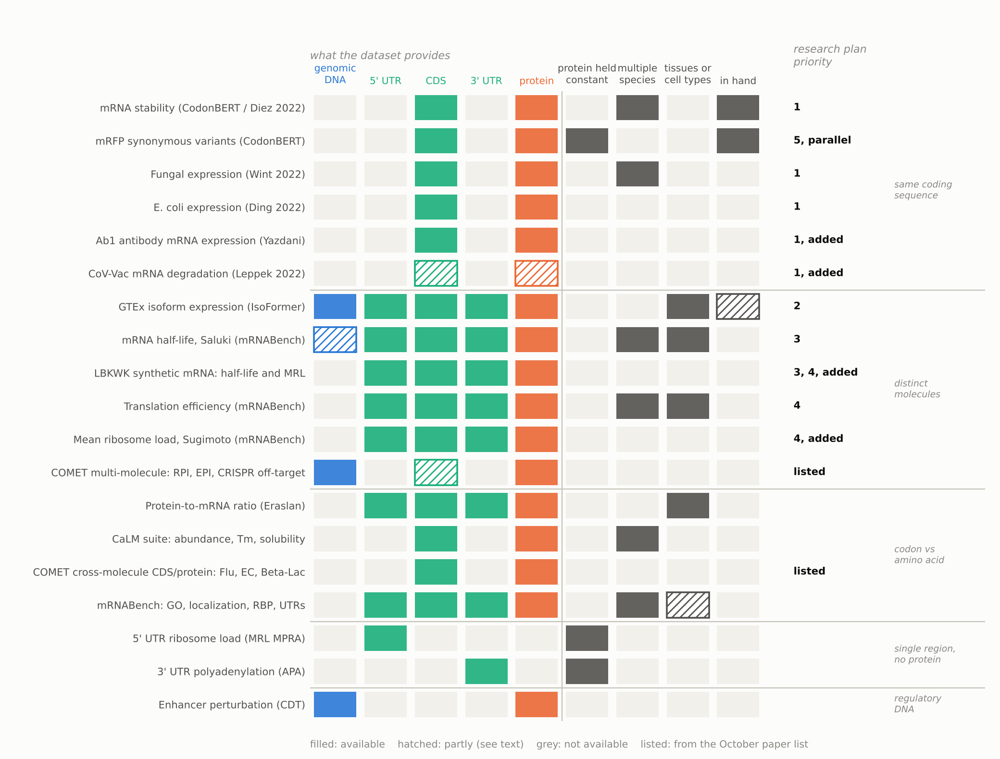 what the dataset provides
research plan
priority
genomic
DNA
5' UTR
CDS
3' UTR
protein
protein held
constant
multiple
species
tissues or
cell types
in hand
mRNA stability (CodonBERT / Diez 2022)
1
mRFP synonymous variants (CodonBERT)
5, parallel
Fungal expression (Wint 2022)
1
same coding
sequence
E. coli expression (Ding 2022)
1
Ab1 antibody mRNA expression (Yazdani)
1, added
CoV-Vac mRNA degradation (Leppek 2022)
1, added
GTEx isoform expression (IsoFormer)
2
mRNA half-life, Saluki (mRNABench)
3
LBKWK synthetic mRNA: half-life and MRL
3, 4, added
distinct
molecules
Translation efficiency (mRNABench)
4
Mean ribosome load, Sugimoto (mRNABench)
4, added
COMET multi-molecule: RPI, EPI, CRISPR off-target
listed
Protein-to-mRNA ratio (Eraslan)
CaLM suite: abundance, Tm, solubility
codon vs
amino acid
COMET cross-molecule CDS/protein: Flu, EC, Beta-Lac
listed
mRNABench: GO, localization, RBP, UTRs
5' UTR ribosome load (MRL MPRA)
single region,
no protein
3' UTR polyadenylation (APA)
Enhancer perturbation (CDT)
regulatory
DNA
filled: available hatched: partly (see text) grey: not available listed: from the October paper list